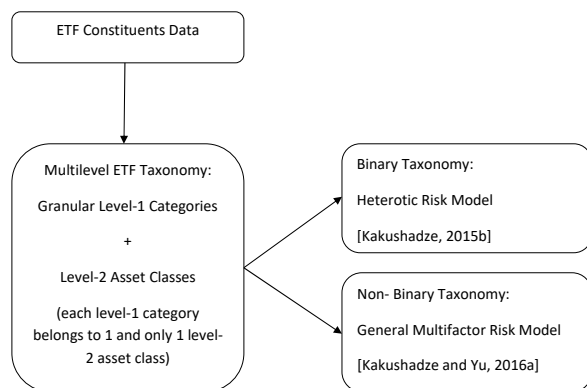 ETF Constituents Data
Multilevel ETF Taxonomy:
Granular Level-1 Categories
+
Level-2 Asset Classes
(each level-1 category
belongs to 1 and only 1 level-
2 asset class)
Binary Taxonomy:
Heterotic Risk Model
[Kakushadze, 2015b]
Non- Binary Taxonomy:
General Multifactor Risk Model
[Kakushadze and Yu, 2016a]